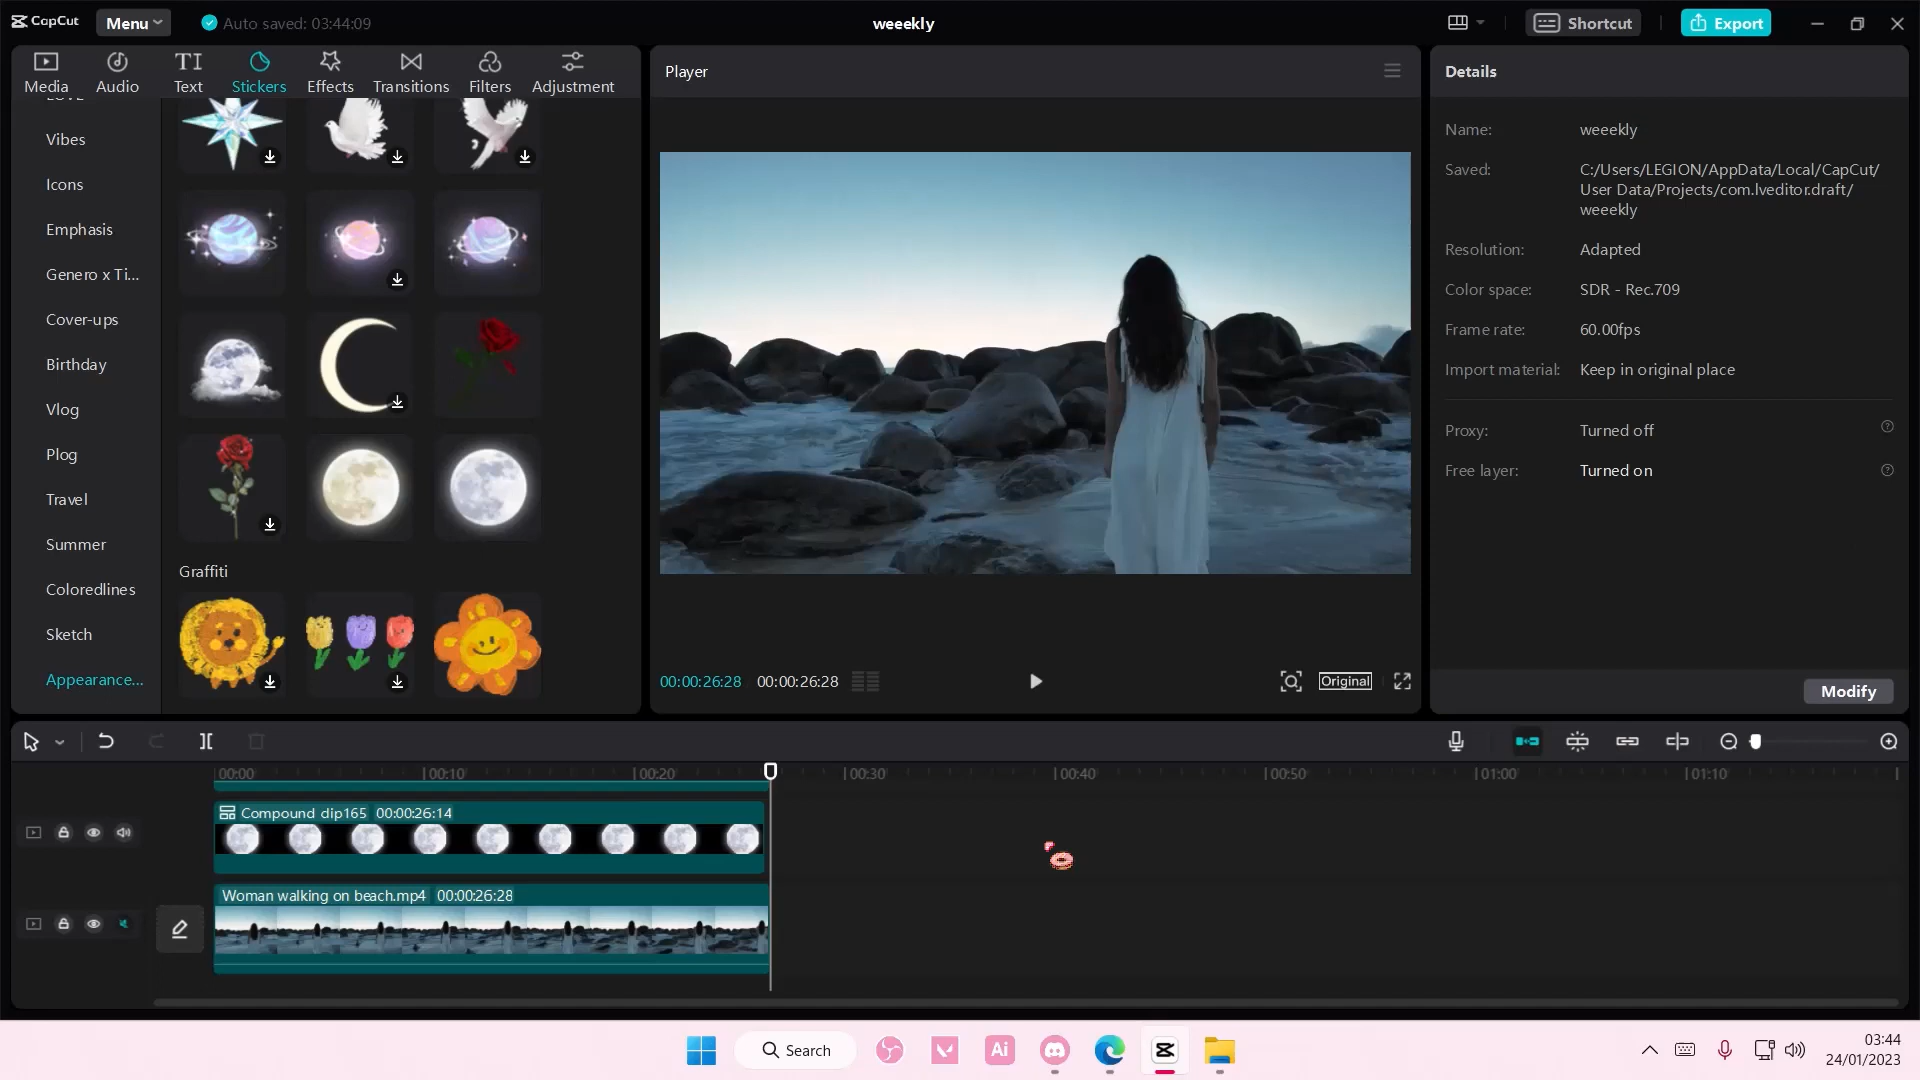 CapCut
Menu
Auto saved: 03:44:09
weeekly
Shortcut
Export
Media
Audio
Text
Stickers
Effects
Transitions
Filters
Adjustment
Vibes
Icons
Emphasis
Genero x Ti...
Cover-ups
Birthday
Vlog
Plog
Travel
Summer
Coloredlines
Sketch
Appearance...
Graffiti
Player
00:00:26:28
00:00:26:28
Original
Details
Name:
weeekly
Saved:
C:/Users/LEGION/AppData/Local/CapCut/
User Data/Projects/com.lveditor.draft/
weeekly
Resolution:
Adapted
Color space:
SDR - Rec.709
Frame rate:
60.00fps
Import material:
Keep in original place
Proxy:
Turned off
Free layer:
Turned on
Modify
00:00
00:10
00:20
00:30
00:40
00:50
01:00
01:10
Compound clip165 00:00:26:14
Woman walking on beach.mp4 00:00:26:28
Search
Ai
03:44
24/01/2023